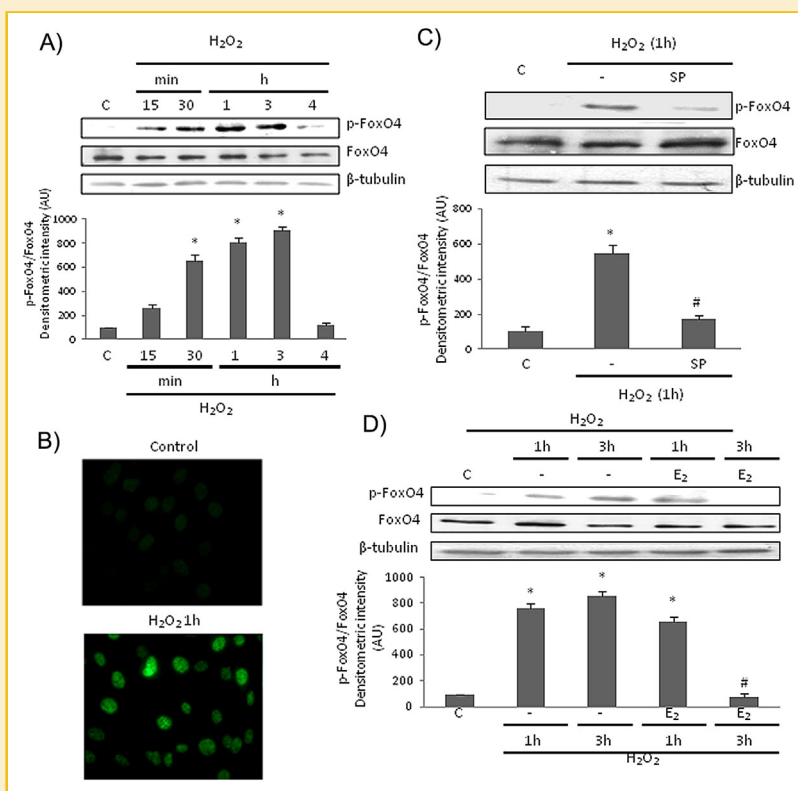 A)
H₂O₂
min h
C 15 30 1 3 4
p-FoxO4
FoxO4
β-tubulin
p-FoxO4/FoxO4
Densitometric intensity (AU)
1000
800
600
400
200
0
* * *
C 15 30 1 3 4
min h
H₂O₂
B)
Control
H₂O₂ 1h
C)
H₂O₂ (1h)
C - SP
p-FoxO4
FoxO4
β-tubulin
p-FoxO4/FoxO4
Densitometric intensity (AU)
800
600
400
200
0
* #
C - SP
H₂O₂ (1h)
D)
H₂O₂
1h 3h 1h 3h
C - - E₂ E₂
p-FoxO4
FoxO4
β-tubulin
p-FoxO4/FoxO4
Densitometric intensity
(AU)
1000
800
600
400
200
0
* * * #
C - - E₂ E₂
1h 3h 1h 3h
H₂O₂